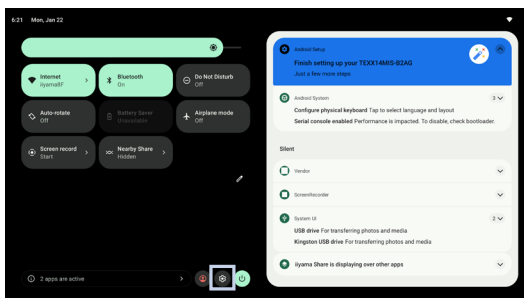 6:21 Mon, Jan 22
Internet
iiyama8F
Bluetooth
On
Do Not Disturb
Off
Auto-rotate
Off
Battery Saver
Unavailable
Airplane mode
Off
Screen record
Start
Nearby Share
Hidden
2 apps are active
Android Setup
Finish setting up your TEXX14MIS-B2AG
Just a few more steps
Android System
3
Configure physical keyboard Tap to select language and layout
Serial console enabled Performance is impacted. To disable, check bootloader.
Silent
Vendor
ScreenRecorder
System UI
2
USB drive For transferring photos and media
Kingston USB drive For transferring photos and media
iiyama Share is displaying over other apps